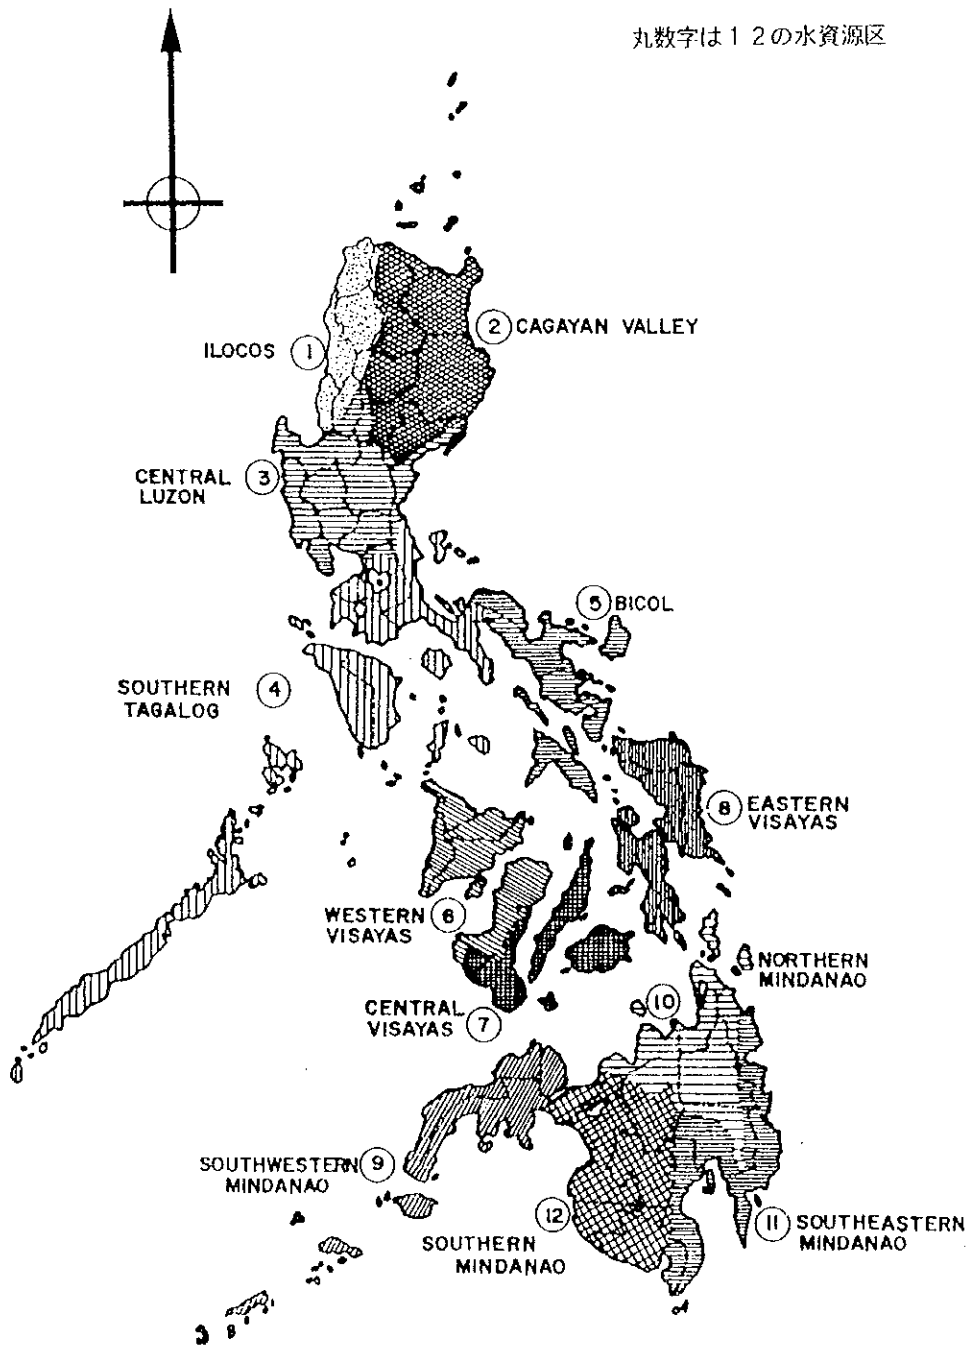 丸数字は１２の水資源区
② CAGAYAN VALLEY
ILOCOS ①
CENTRAL ③
LUZON
⑤ BICOL
SOUTHERN ④
TAGALOG
⑧ EASTERN
VISAYAS
WESTERN ⑥
VISAYAS
NORTHERN
MINDANAO
⑩
CENTRAL
VISAYAS ⑦
SOUTHWESTERN ⑨
MINDANAO
⑫
SOUTHERN
MINDANAO
⑪ SOUTHEASTERN
MINDANAO